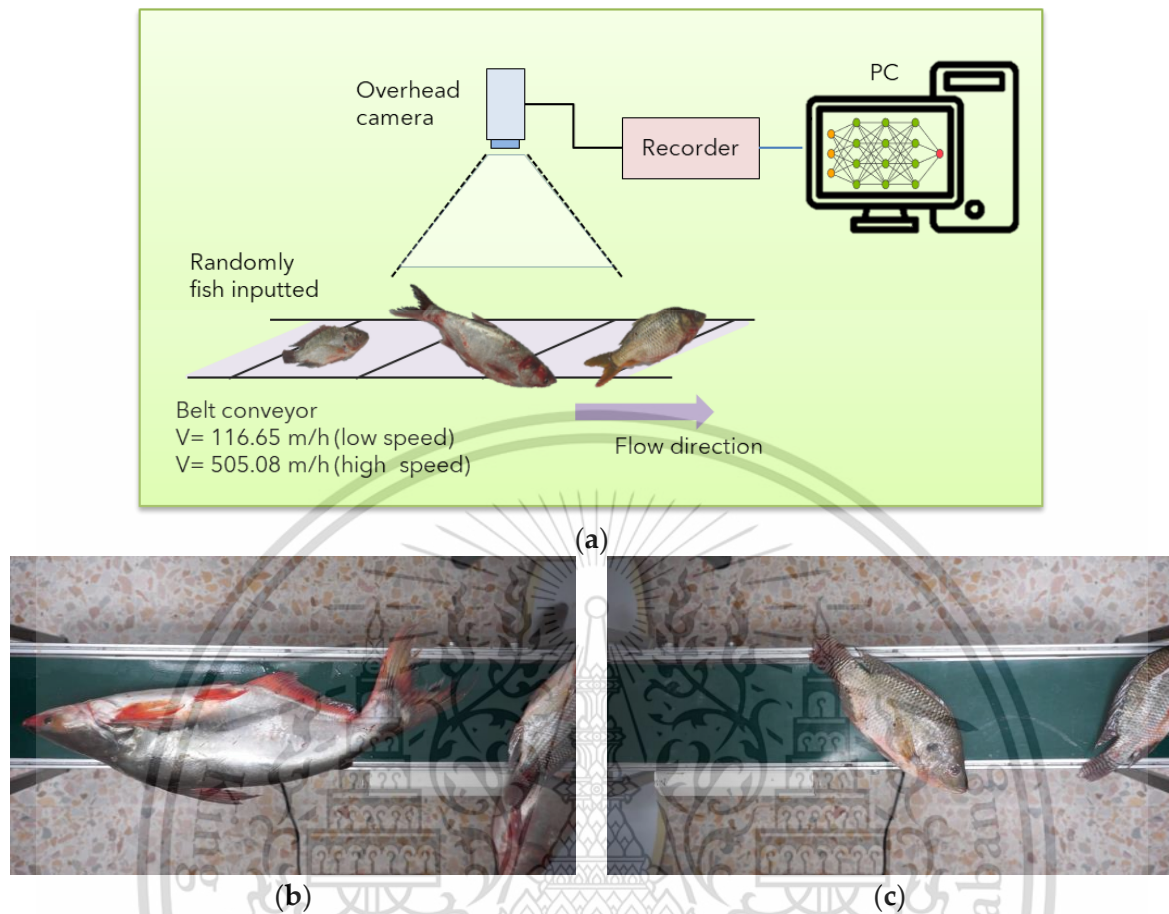 Overhead
camera
PC
Recorder
Randomly
fish inputted
Belt conveyor
V= 116.65 m/h (low speed)
V= 505.08 m/h (high speed)
Flow direction
(a)
(b)
(c)